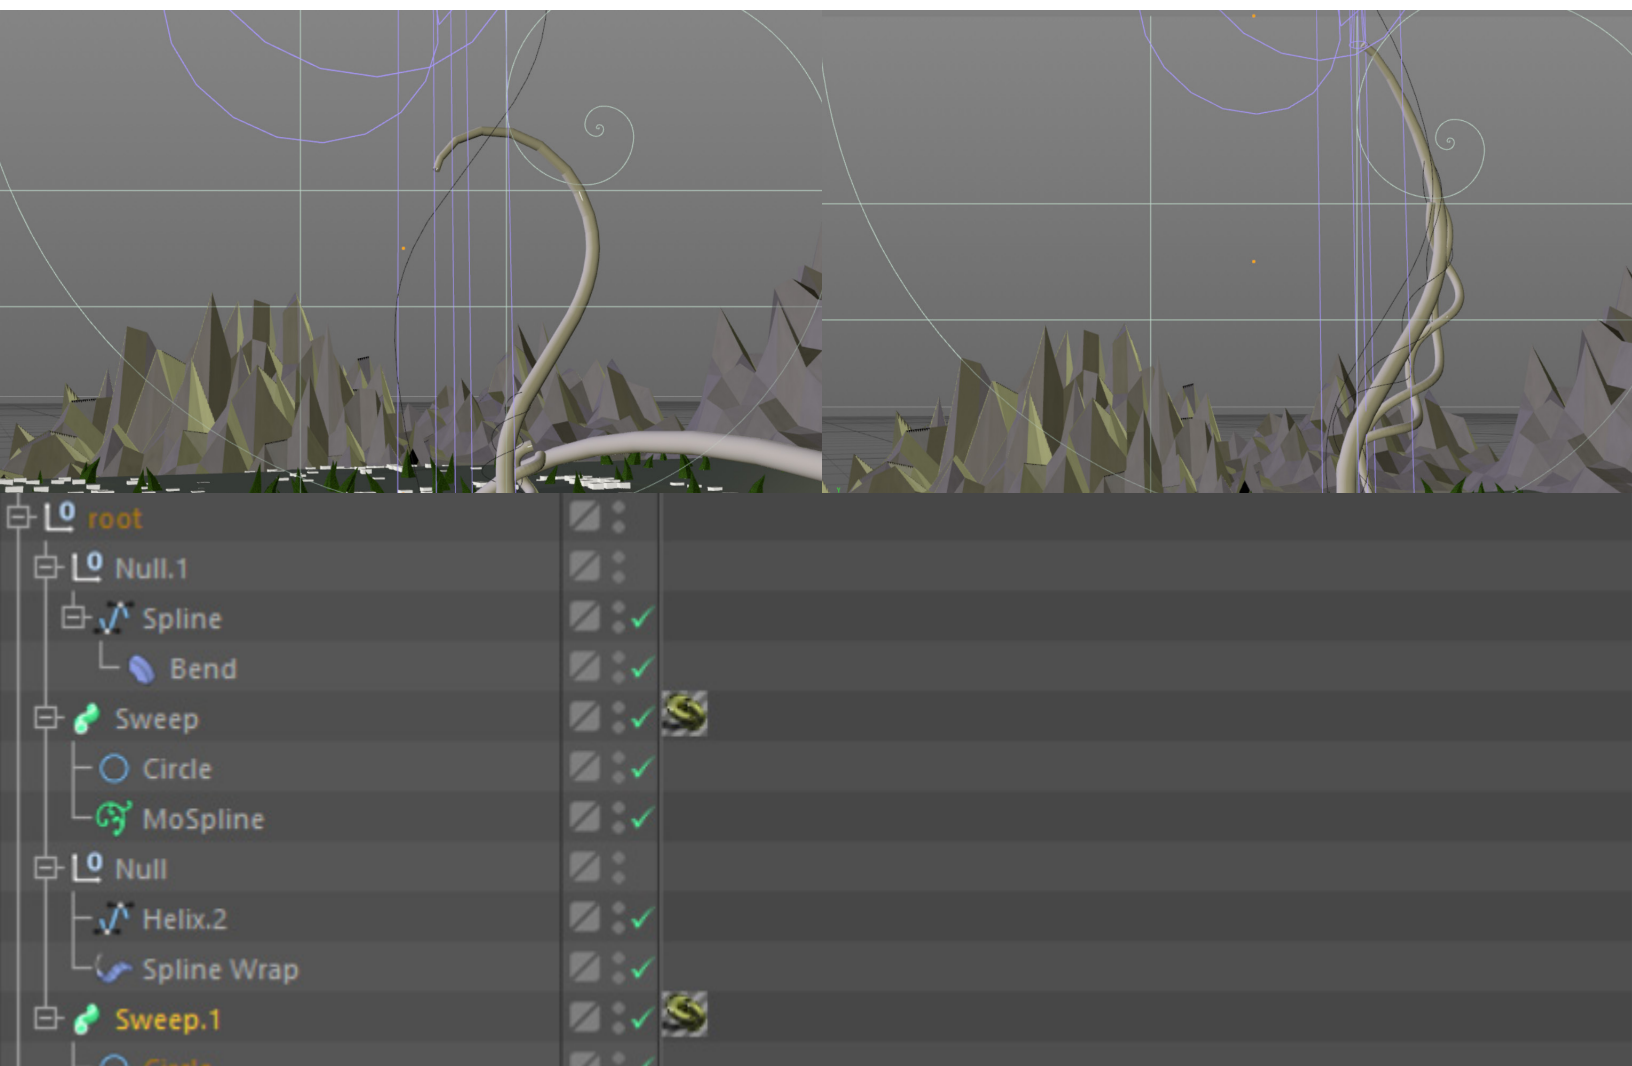 root
Null.1
Spline
Bend
Sweep
Circle
MoSpline
Null
Helix.2
Spline Wrap
Sweep.1